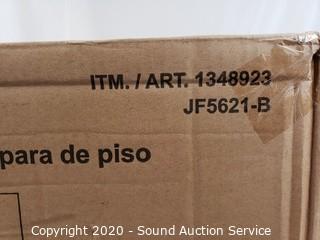 ITM. / ART. 1348923
JF5621-B
para de piso
Copyright © 2020 - Sound Auction Service